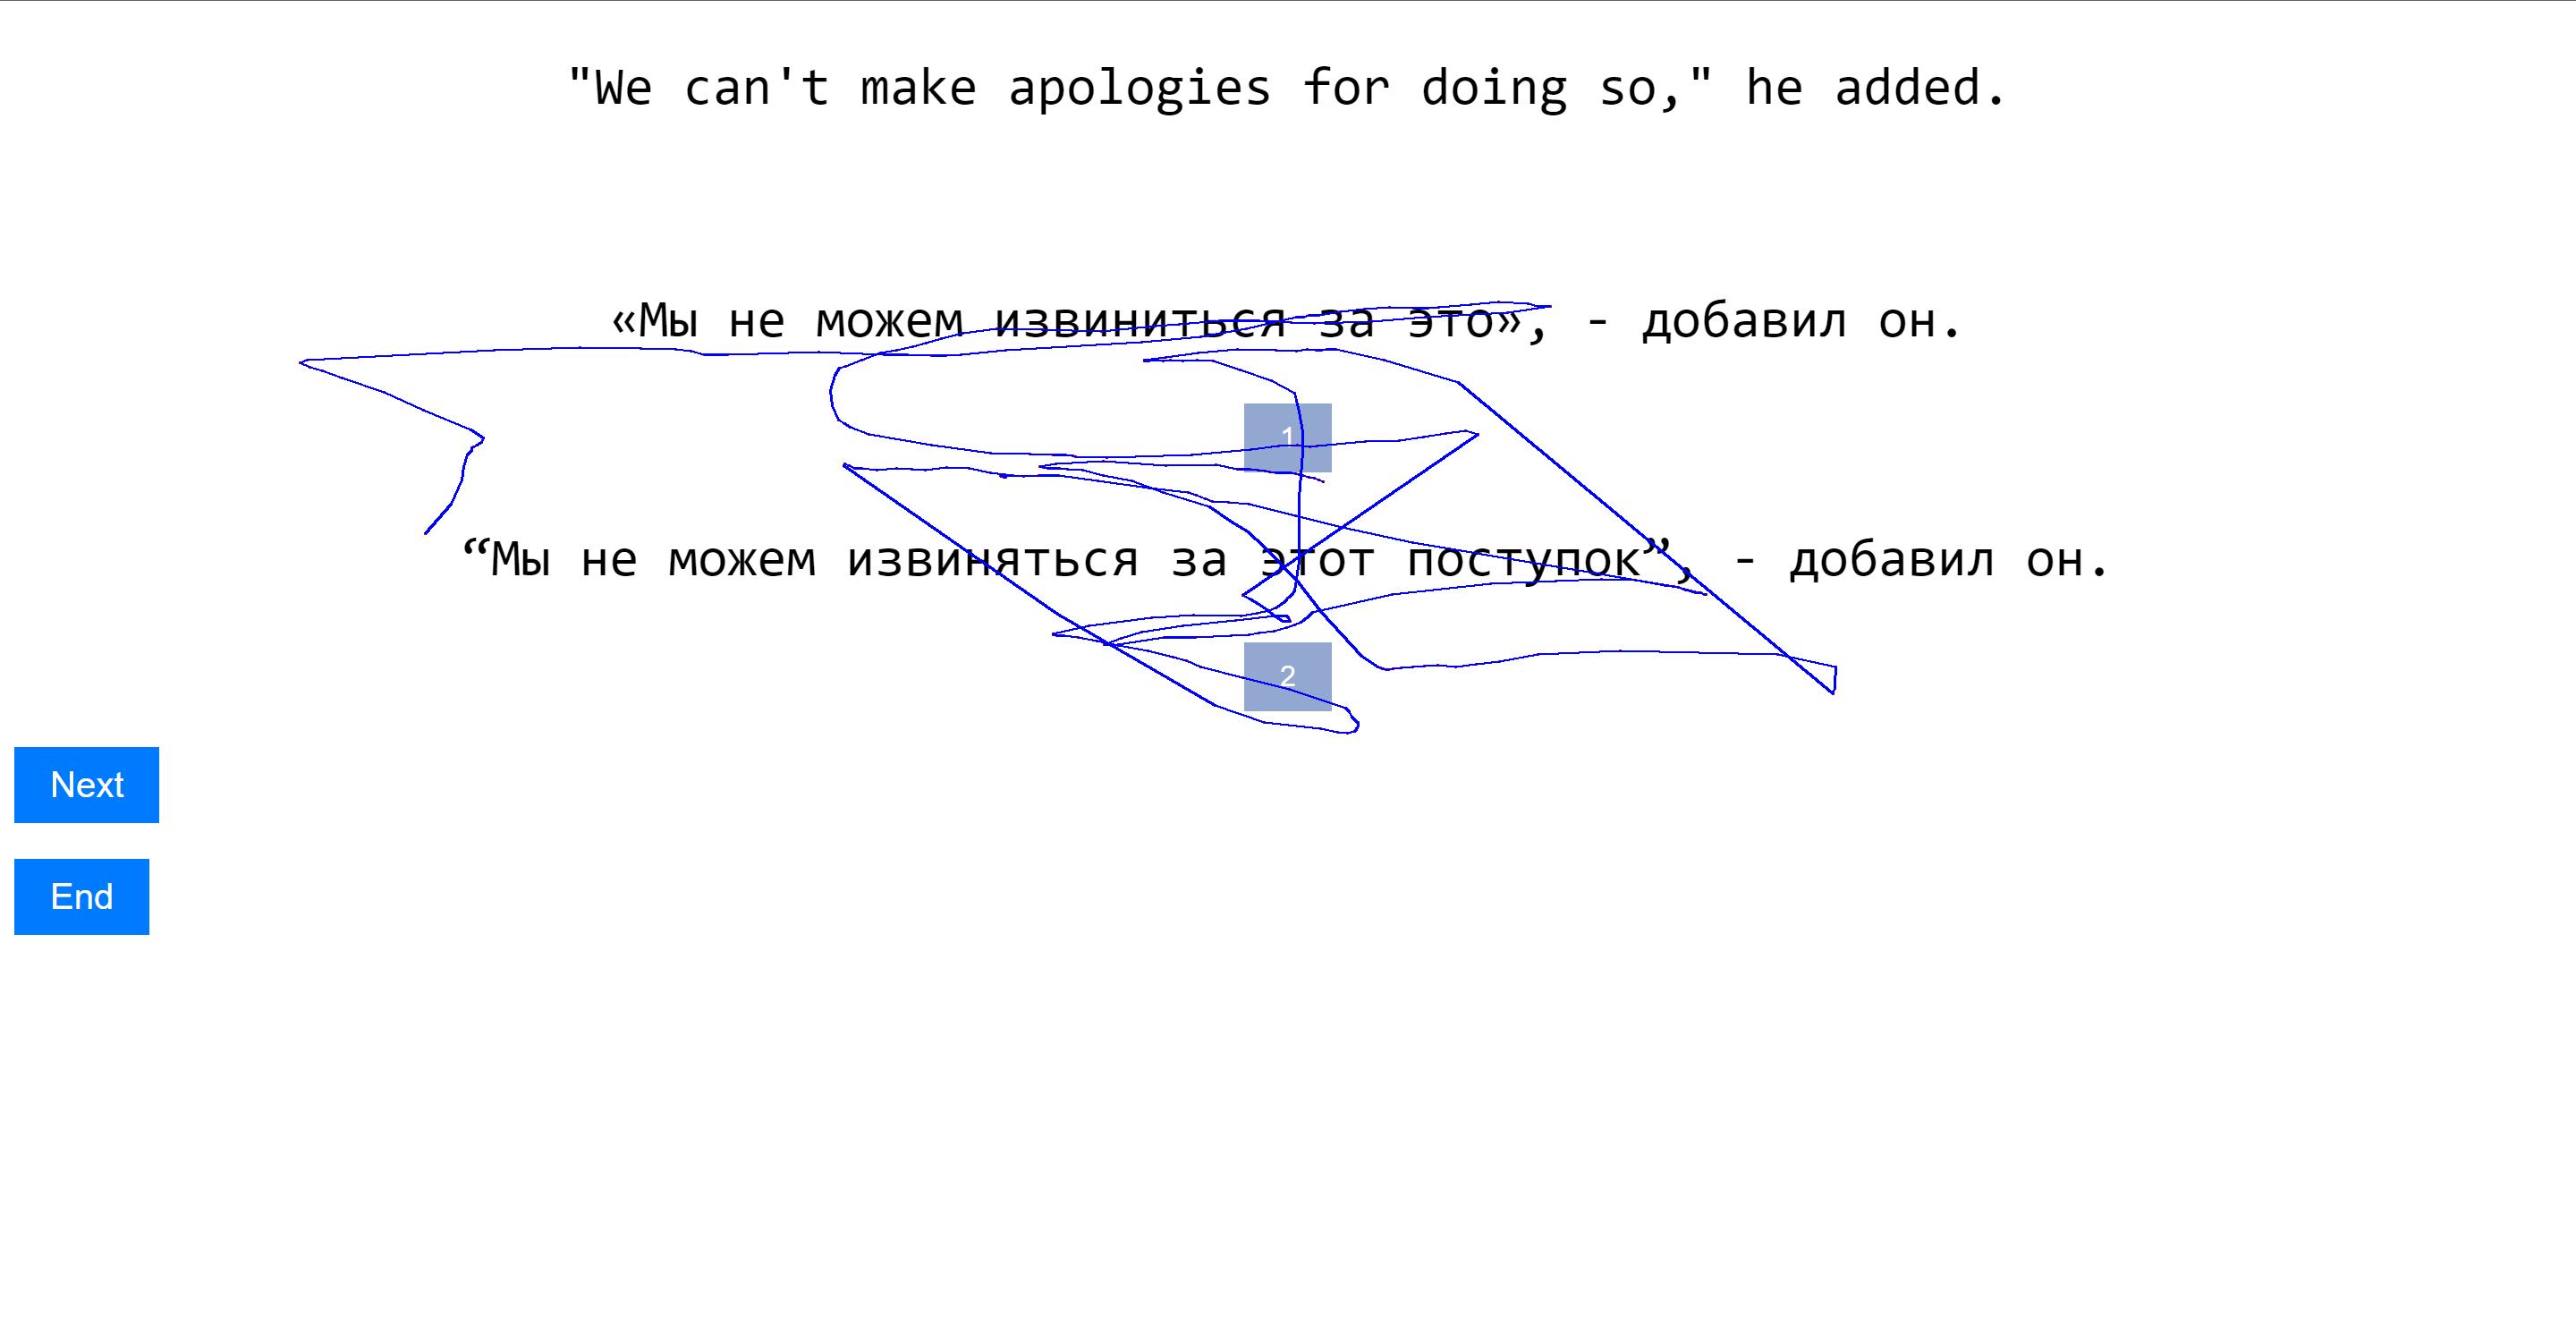 "We can't make apologies for doing so," he added.
«Мы не можем извиниться за это», - добавил он.
1
“Мы не можем извиняться за этот поступок”, - добавил он.
2
Next
End